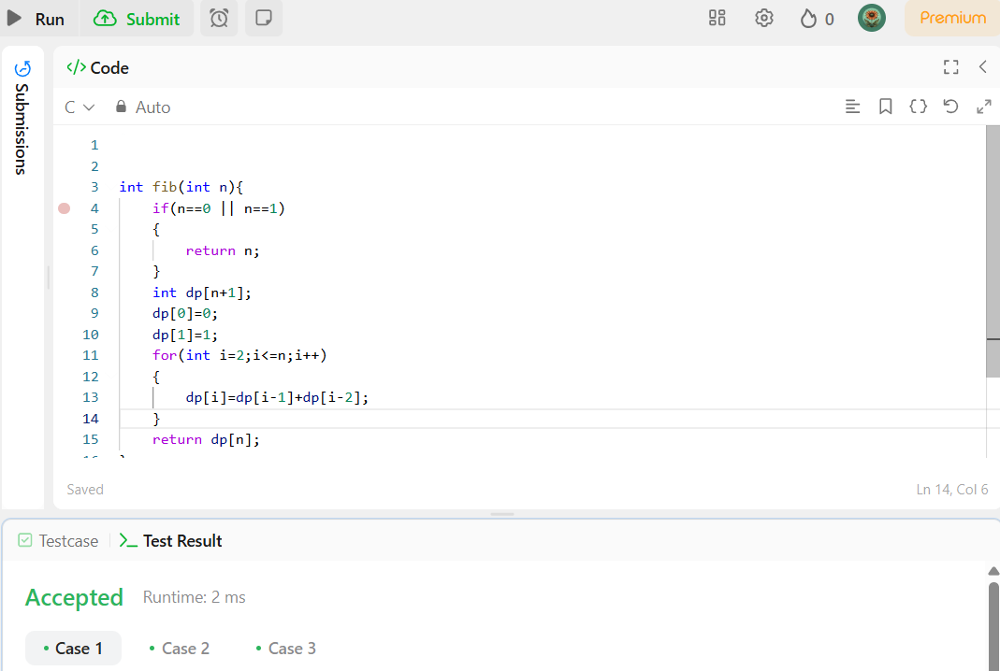 Run Submit 0 Premium
Submissions
</> Code
C Auto
1
2
3 int fib(int n){
4 if(n==0 || n==1)
5 {
6 return n;
7 }
8 int dp[n+1];
9 dp[0]=0;
10 dp[1]=1;
11 for(int i=2;i<=n;i++)
12 {
13 dp[i]=dp[i-1]+dp[i-2];
14 }
15 return dp[n];
Saved Ln 14, Col 6
Testcase Test Result
Accepted Runtime: 2 ms
Case 1 Case 2 Case 3